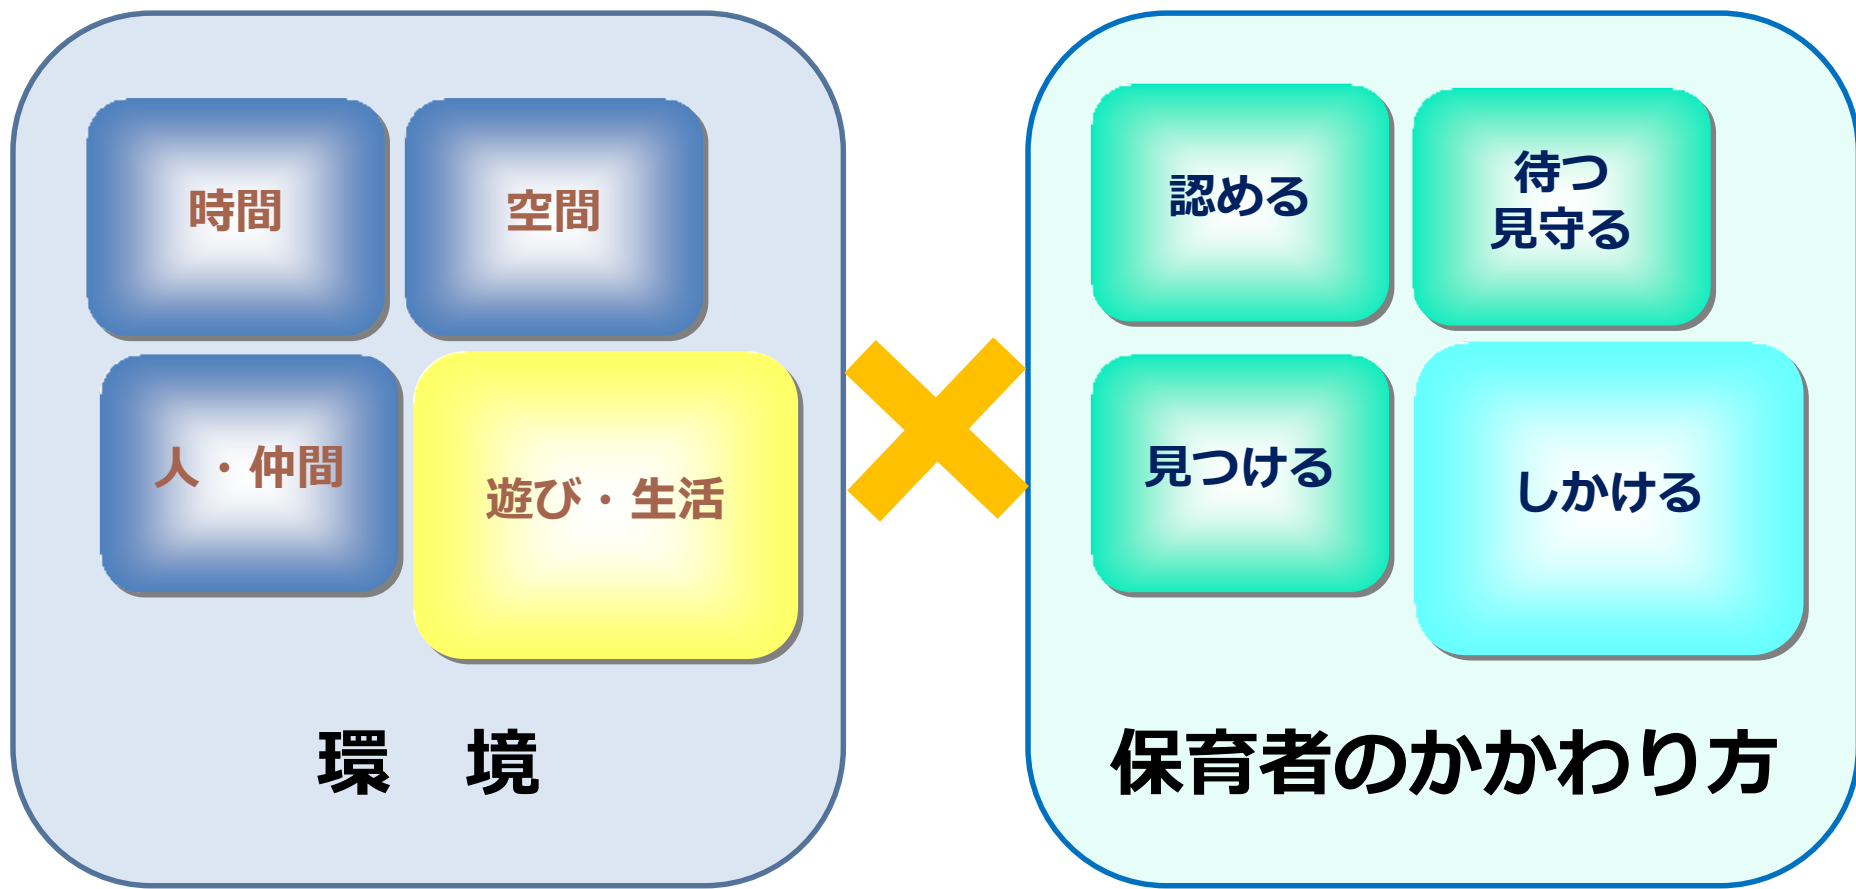 時間
空間
人・仲間
遊び・生活
環　境
認める
待つ
見守る
見つける
しかける
保育者のかかわり方